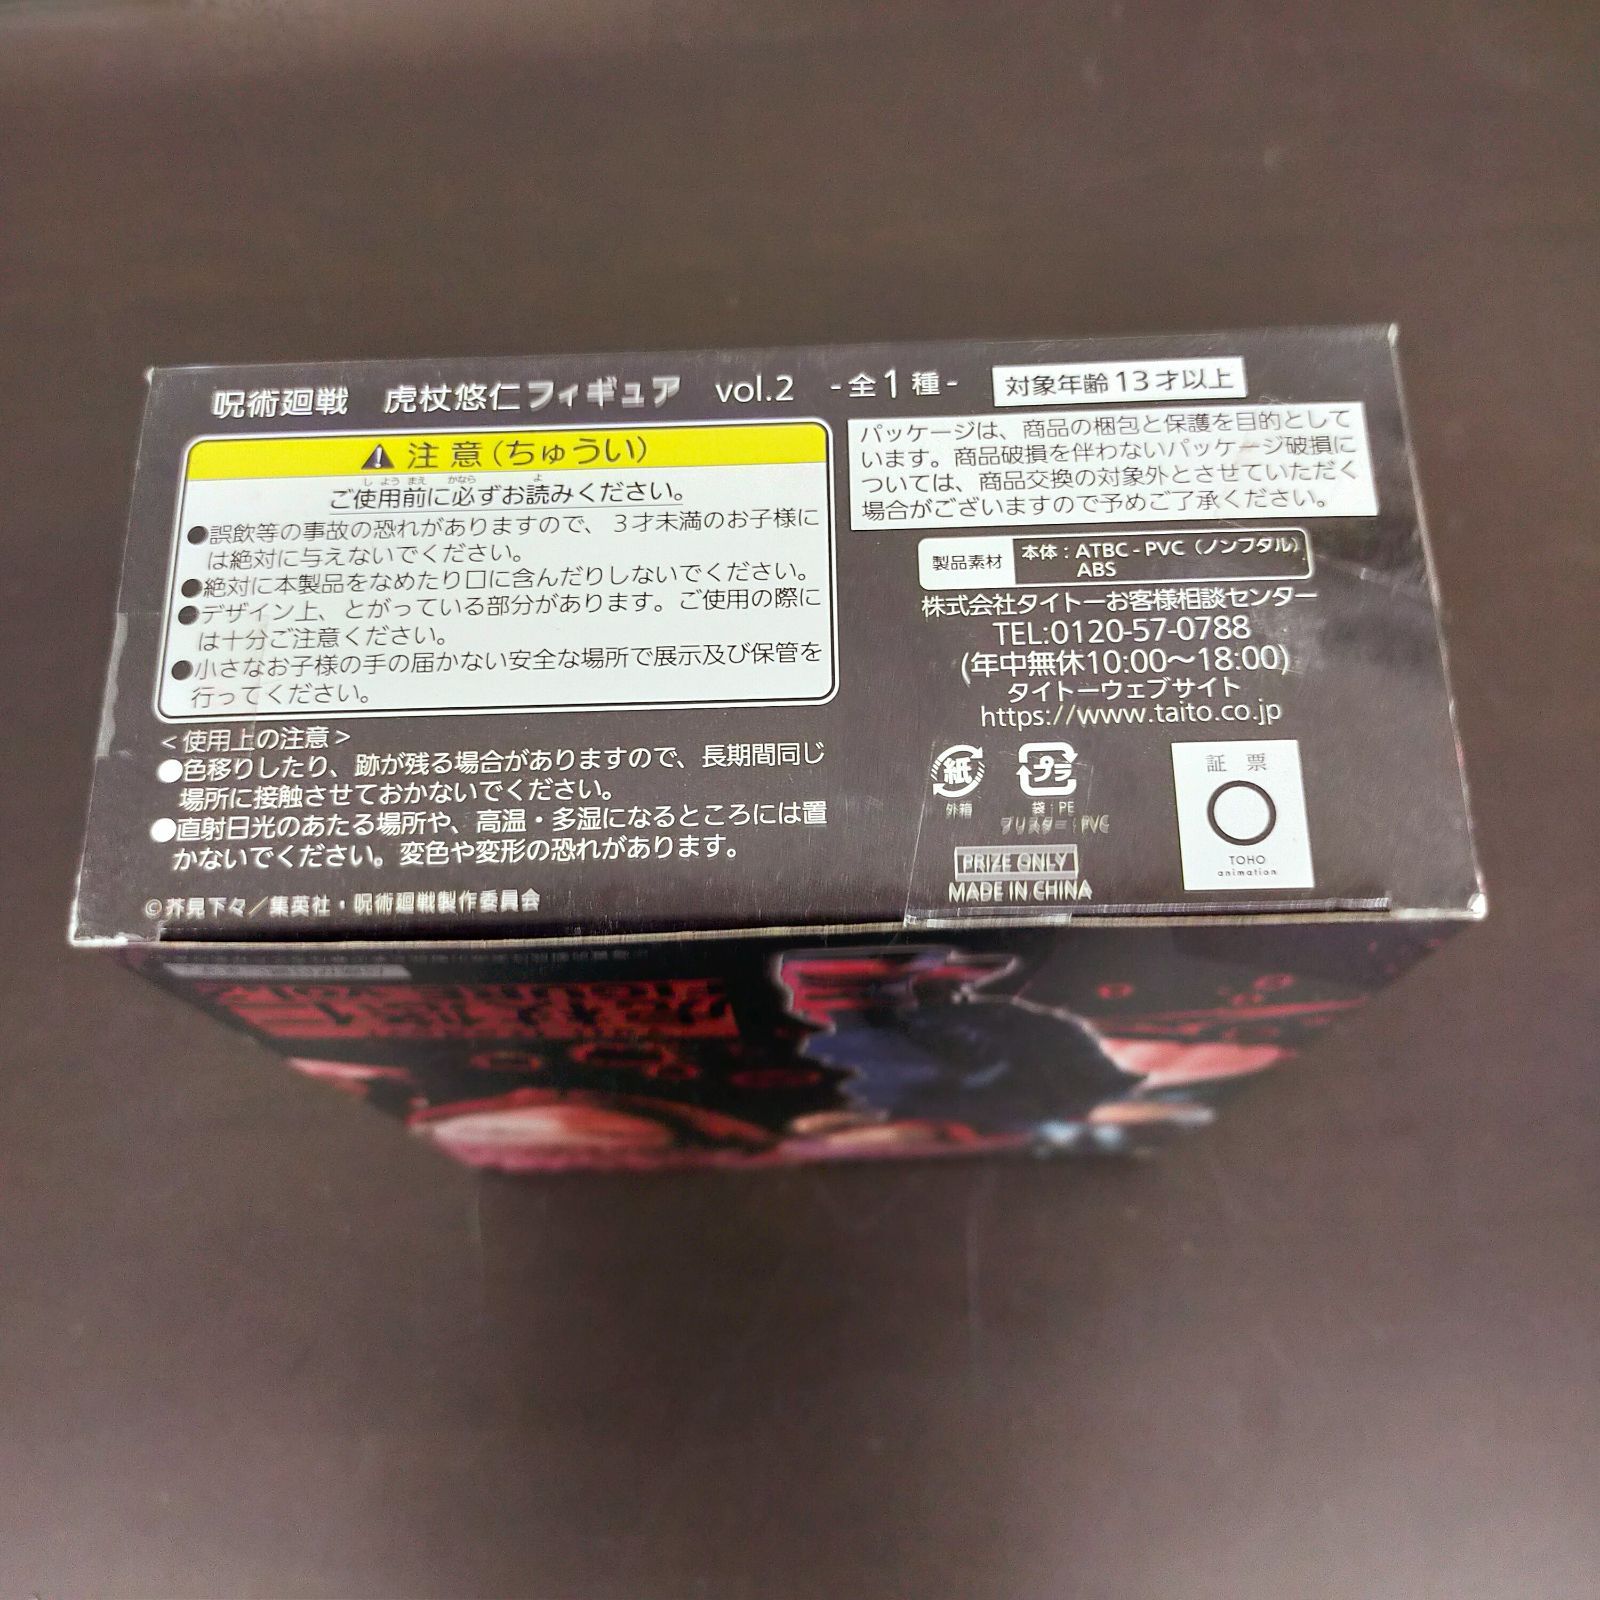 呪術廻戦 虎杖悠仁フィギュア vol.2 -全1種- 対象年齢13才以上
注意(ちゅうい)
ご使用前に必ずお読みください。
●誤飲等の事故の恐れがありますので、3才未満のお子様に
は絶対に与えないでください。
●絶対に本製品をなめたり口に含んだりしないでください。
●デザイン上、とがっている部分があります。ご使用の際に
は十分ご注意ください。
●小さなお子様の手の届かない安全な場所で展示及び保管を
行ってください。
<使用上の注意>
●色移りしたり、跡が残る場合がありますので、長期間同じ
場所に接触させておかないでください。
●直射日光のあたる場所や、高温・多湿になるところには置
かないでください。変色や変形の恐れがあります。
©芥見下々/集英社・呪術廻戦製作委員会
パッケージは、商品の梱包と保護を目的として
います。商品破損を伴わないパッケージ破損に
ついては、商品交換の対象外とさせていただく
場合がございますので予めご了承ください。
製品素材 本体:ATBC-PVC(ノンフタル)
ABS
株式会社タイトーお客様相談センター
TEL:0120-57-0788
(年中無休10:00〜18:00)
タイトーウェブサイト
https://www.taito.co.jp
紙
外箱
プラ
袋:PE
ブリスター:PVC
PRIZE ONLY
MADE IN CHINA
証票
TOHO
animation